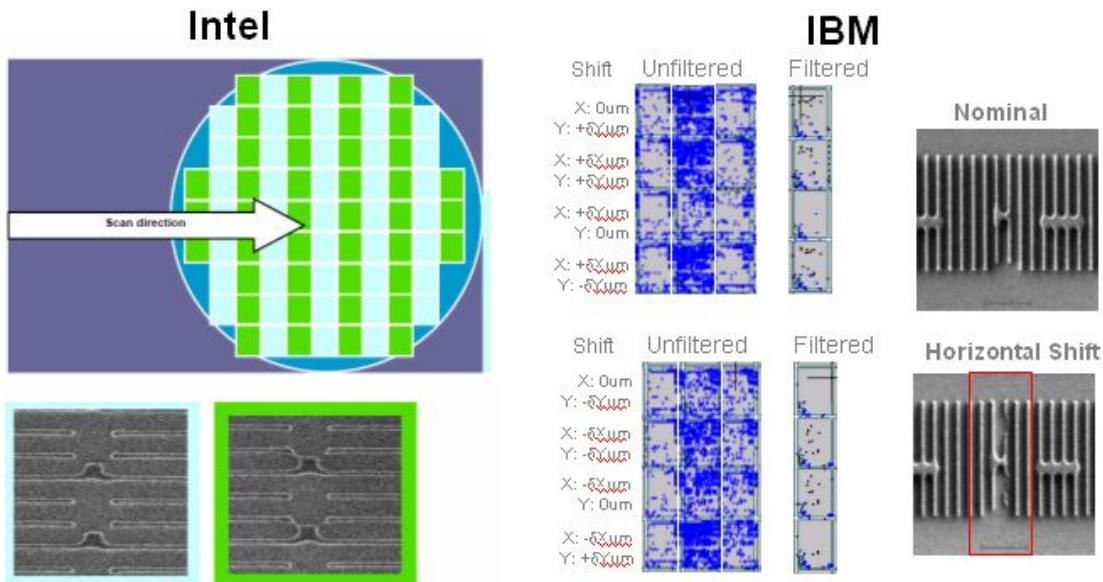 Intel
Scan direction
IBM
Shift Unfiltered Filtered
X: 0um
Y: +δYum
X: +δXum
Y: +δYum
X: +δYum
Y: 0um
X: +δXum
Y: -δYum
Nominal
Shift Unfiltered Filtered
X: 0um
Y: -δYum
X: -δXum
Y: -δYum
X: -δXum
Y: 0um
X: -δXum
Y: +δYum
Horizontal Shift